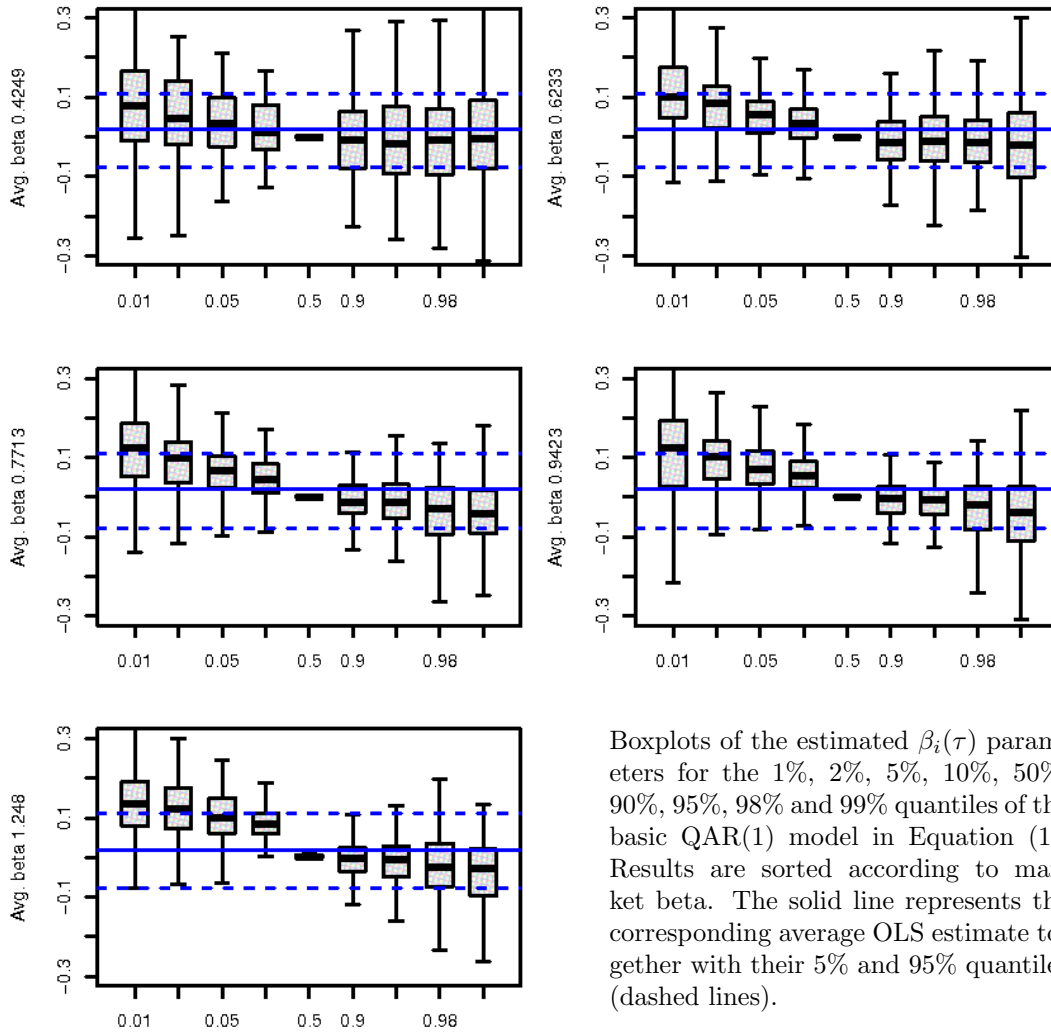 0.3
0.1
−0.1
−0.3
Avg. beta 0.4249
0.01 0.05 0.5 0.9 0.98
0.3
0.1
−0.1
−0.3
Avg. beta 0.6233
0.01 0.05 0.5 0.9 0.98
0.3
0.1
−0.1
−0.3
Avg. beta 0.7713
0.01 0.05 0.5 0.9 0.98
0.3
0.1
−0.1
−0.3
Avg. beta 0.9423
0.01 0.05 0.5 0.9 0.98
0.3
0.1
−0.1
−0.3
Avg. beta 1.248
0.01 0.05 0.5 0.9 0.98
Boxplots of the estimated βi(τ) param
eters for the 1%, 2%, 5%, 10%, 50%
90%, 95%, 98% and 99% quantiles of th
basic QAR(1) model in Equation (1
Results are sorted according to ma
ket beta. The solid line represents th
corresponding average OLS estimate to
gether with their 5% and 95% quantile
(dashed lines).